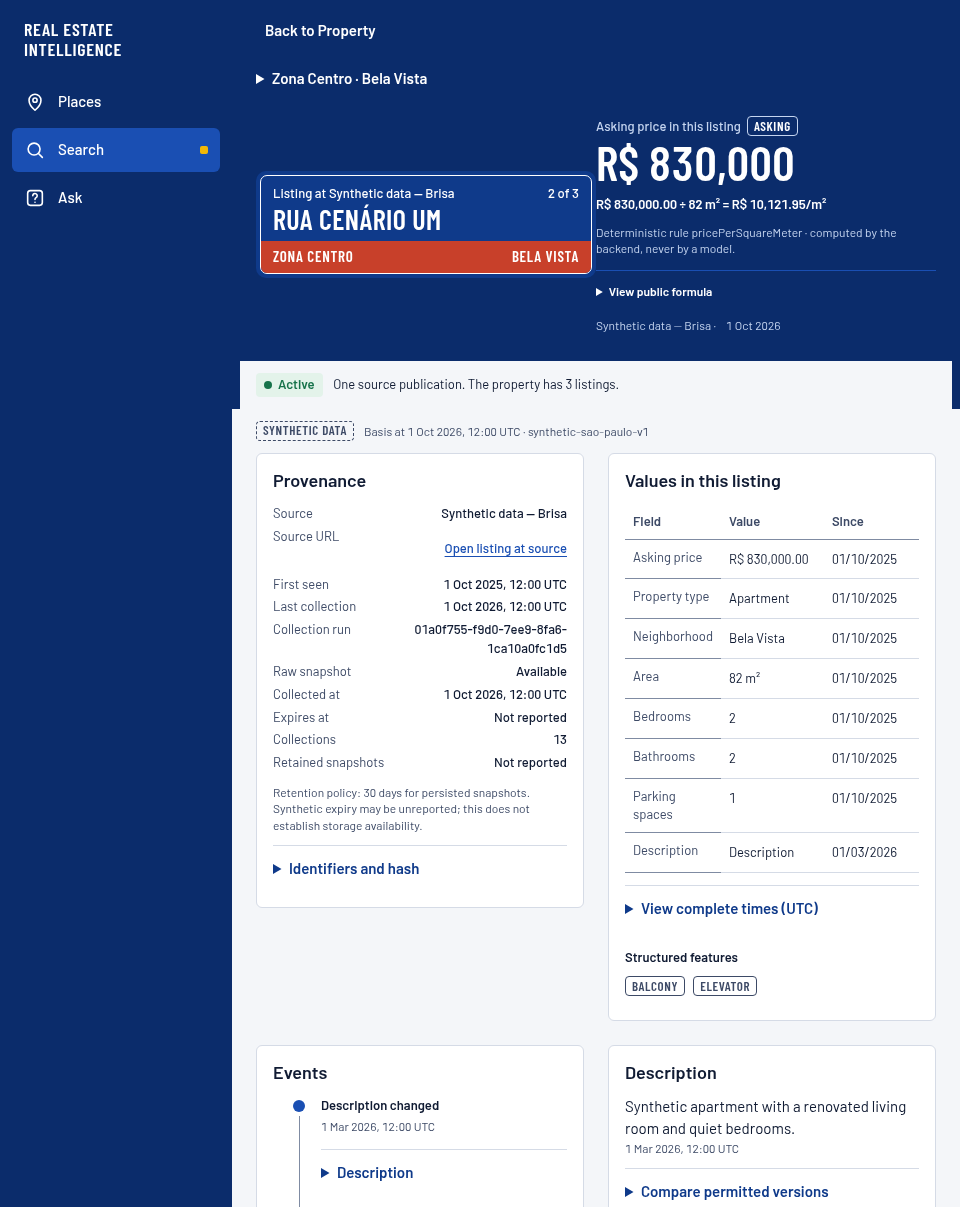 REAL ESTATE
INTELLIGENCE
Places
Search
Ask
Back to Property
Zona Centro · Bela Vista
Listing at Synthetic data — Brisa
2 of 3
RUA CENÁRIO UM
ZONA CENTRO
BELA VISTA
Asking price in this listing
ASKING
R$ 830,000
R$ 830,000.00 ÷ 82 m² = R$ 10,121.95/m²
Deterministic rule pricePerSquareMeter · computed by the
backend, never by a model.
View public formula
Synthetic data — Brisa · 1 Oct 2026
Active
One source publication. The property has 3 listings.
SYNTHETIC DATA
Basis at 1 Oct 2026, 12:00 UTC · synthetic-sao-paulo-v1
Provenance
Source
Synthetic data — Brisa
Source URL
Open listing at source
First seen
1 Oct 2025, 12:00 UTC
Last collection
1 Oct 2026, 12:00 UTC
Collection run
01a0f755-f9d0-7ee9-8fa6-
1ca10a0fc1d5
Raw snapshot
Available
Collected at
1 Oct 2026, 12:00 UTC
Expires at
Not reported
Collections
13
Retained snapshots
Not reported
Retention policy: 30 days for persisted snapshots.
Synthetic expiry may be unreported; this does not
establish storage availability.
Identifiers and hash
Values in this listing
Field Value Since
Asking price R$ 830,000.00 01/10/2025
Property type Apartment 01/10/2025
Neighborhood Bela Vista 01/10/2025
Area 82 m² 01/10/2025
Bedrooms 2 01/10/2025
Bathrooms 2 01/10/2025
Parking
spaces
1 01/10/2025
Description Description 01/03/2026
View complete times (UTC)
Structured features
BALCONY
ELEVATOR
Events
Description changed
1 Mar 2026, 12:00 UTC
Description
Description
Synthetic apartment with a renovated living
room and quiet bedrooms.
1 Mar 2026, 12:00 UTC
Compare permitted versions